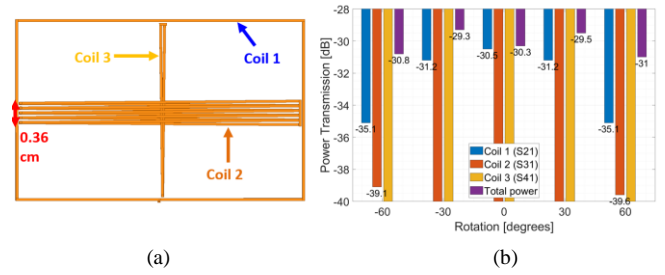 Coil 3
Coil 1
0.36
cm
Coil 2
(a)
-28
-30
-32
-34
-36
-38
-40
Power Transmission [dB]
-35.1
-39.1
-30.8
-31.2
-29.3
-30.5
-30.3
-31.2
-29.5
-35.1
-39.6
-31
Coil 1 (S21)
Coil 2 (S31)
Coil 3 (S41)
Total power
-60
-30
0
30
60
Rotation [degrees]
(b)